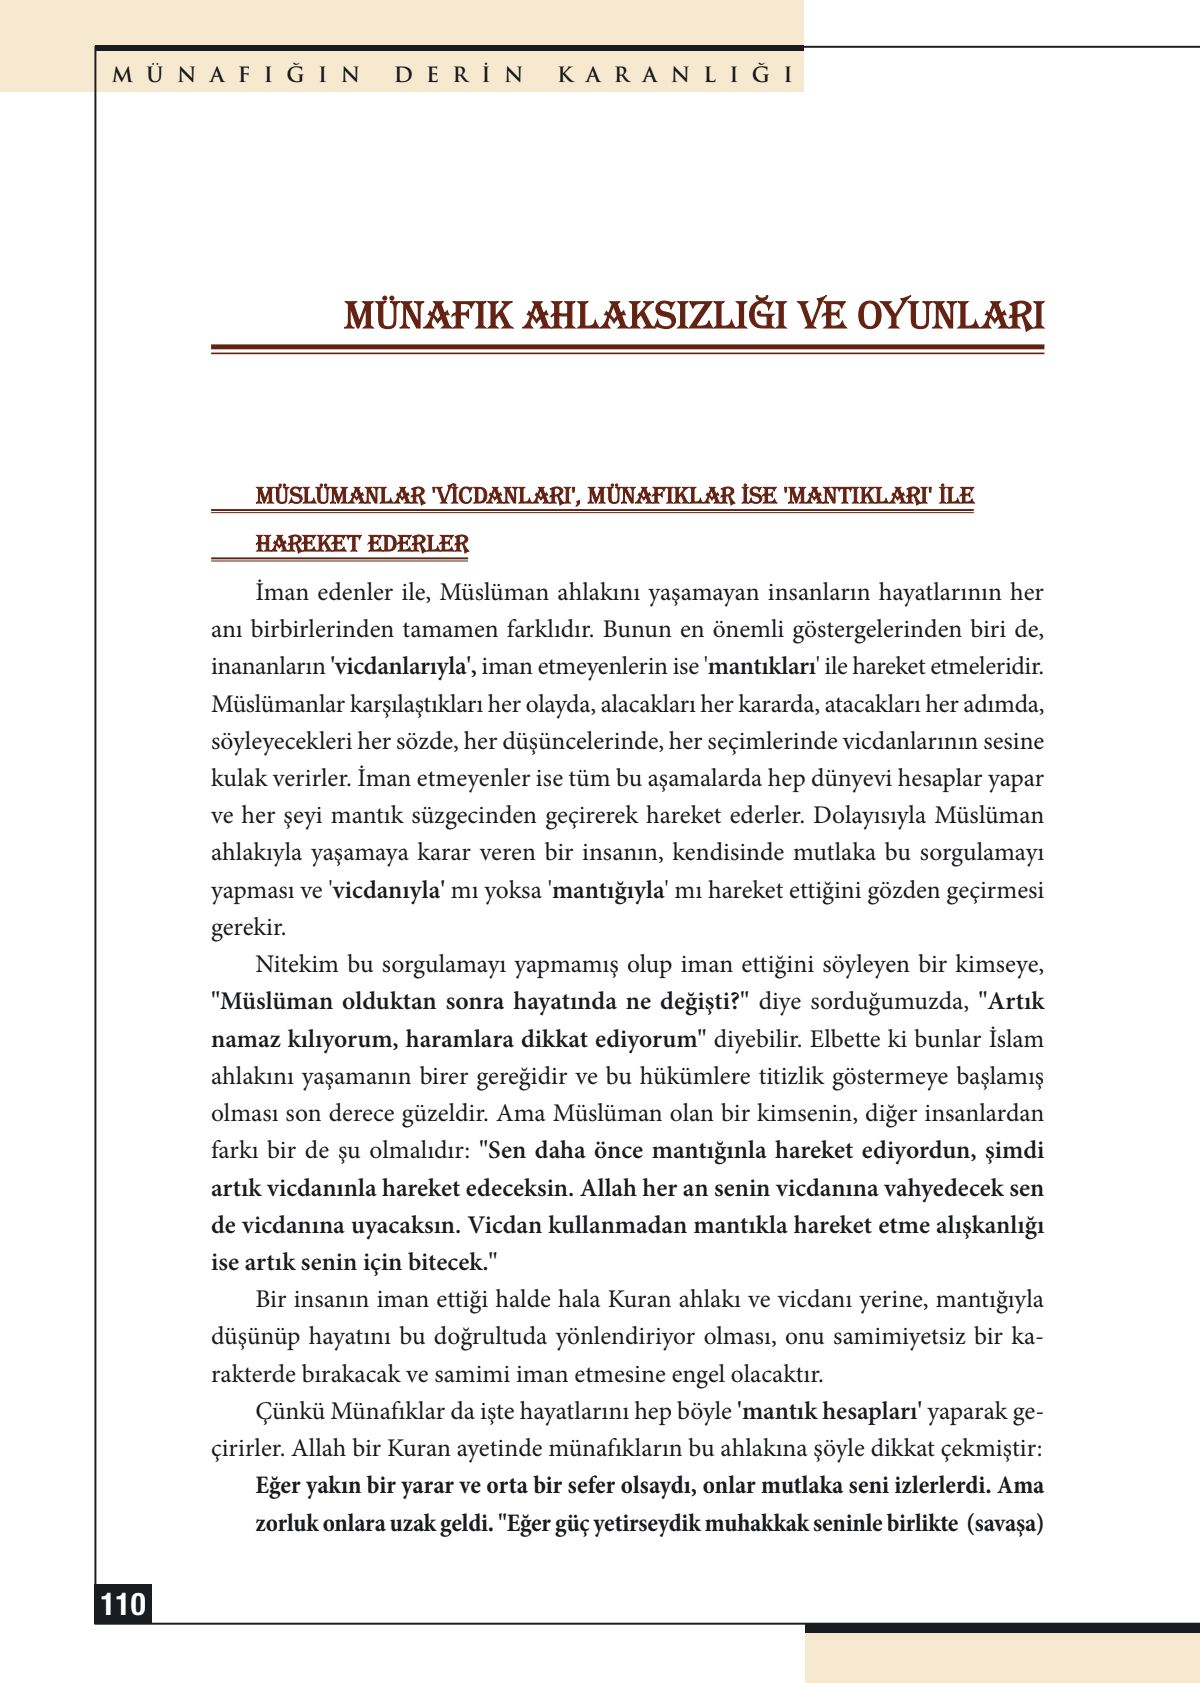 MÜNAFIĞIN DERİN KARANLIĞI
MÜNAFIK AHLAKSIZLIĞI VE OYUNLARI
MÜSLÜMANLAR 'VİCDANLARI', MÜNAFIKLAR İSE 'MANTIKLARI' İLE
HAREKET EDERLER
İman edenler ile, Müslüman ahlakını yaşamayan insanların hayatlarının her
anı birbirlerinden tamamen farklıdır. Bunun en önemli göstergelerinden biri de,
inananların 'vicdanlarıyla', iman etmeyenlerin ise 'mantıkları' ile hareket etmeleridir.
Müslümanlar karşılaştıkları her olayda, alacakları her kararda, atacakları her adımda,
söyleyecekleri her sözde, her düşüncelerinde, her seçimlerinde vicdanlarının sesine
kulak verirler. İman etmeyenler ise tüm bu aşamalarda hep dünyevi hesaplar yapar
ve her şeyi mantık süzgecinden geçirerek hareket ederler. Dolayısıyla Müslüman
ahlakıyla yaşamaya karar veren bir insanın, kendisinde mutlaka bu sorgulamayı
yapması ve 'vicdanıyla' mı yoksa 'mantığıyla' mı hareket ettiğini gözden geçirmesi
gerekir.
Nitekim bu sorgulamayı yapmamış olup iman ettiğini söyleyen bir kimseye,
"Müslüman olduktan sonra hayatında ne değişti?" diye sorduğumuzda, "Artık
namaz kılıyorum, haramlara dikkat ediyorum" diyebilir. Elbette ki bunlar İslam
ahlakını yaşamanın birer gereğidir ve bu hükümlere titizlik göstermeye başlamış
olması son derece güzeldir. Ama Müslüman olan bir kimsenin, diğer insanlardan
farkı bir de şu olmalıdır: "Sen daha önce mantığınla hareket ediyordun, şimdi
artık vicdanınla hareket edeceksin. Allah her an senin vicdanına vahyedecek sen
de vicdanına uyacaksın. Vicdan kullanmadan mantıkla hareket etme alışkanlığı
ise artık senin için bitecek."
Bir insanın iman ettiği halde hala Kuran ahlakı ve vicdanı yerine, mantığıyla
düşünüp hayatını bu doğrultuda yönlendiriyor olması, onu samimiyetsiz bir ka-
rakterde bırakacak ve samimi iman etmesine engel olacaktır.
Çünkü Münafıklar da işte hayatlarını hep böyle 'mantık hesapları' yaparak ge-
çirirler. Allah bir Kuran ayetinde münafıkların bu ahlakına şöyle dikkat çekmiştir:
Eğer yakın bir yarar ve orta bir sefer olsaydı, onlar mutlaka seni izlerlerdi. Ama
zorluk onlara uzak geldi. "Eğer güç yetirseydik muhakkak seninle birlikte (savaşa)
110